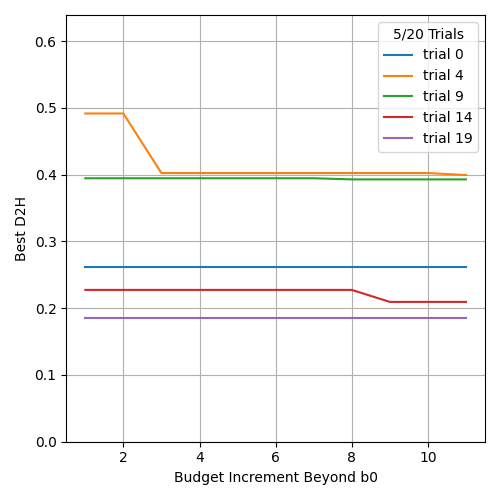 5/20 Trials
trial 0
trial 4
trial 9
trial 14
trial 19
0.6
0.5
0.4
0.3
0.2
0.1
0.0
Best D2H
2 4 6 8 10
Budget Increment Beyond b0